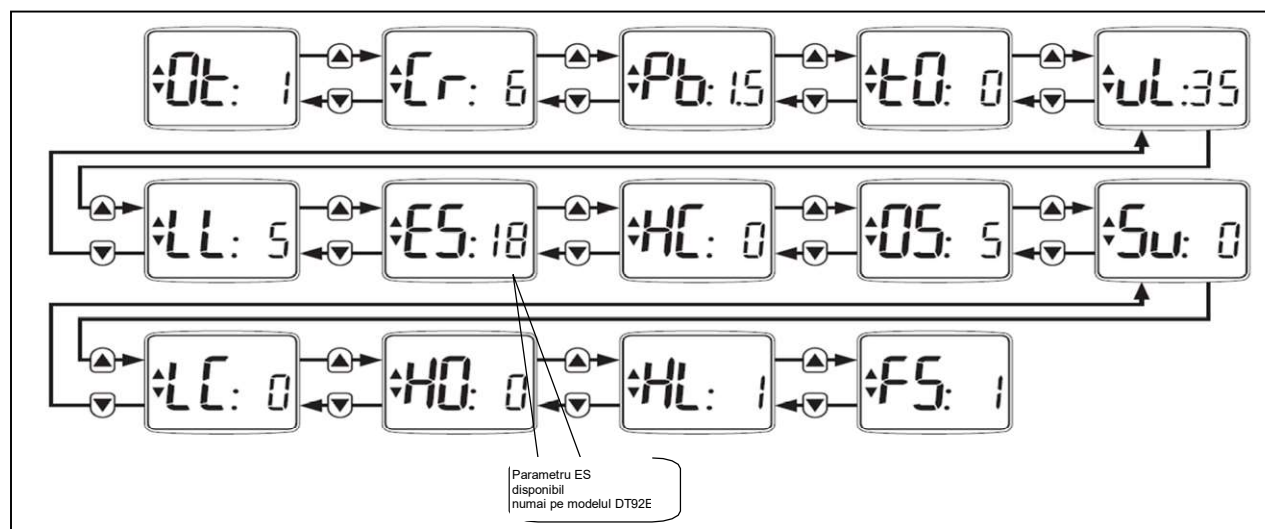 Ot: 1
Cr: 6
Pb: 1.5
tO: 0
uL:35
LL: 5
ES:18
HC: 0
OS: 5
Su: 0
LC: 0
HO: 0
HL: 1
FS: 1
Parametru ES
disponibil
numai pe modelul DT92E